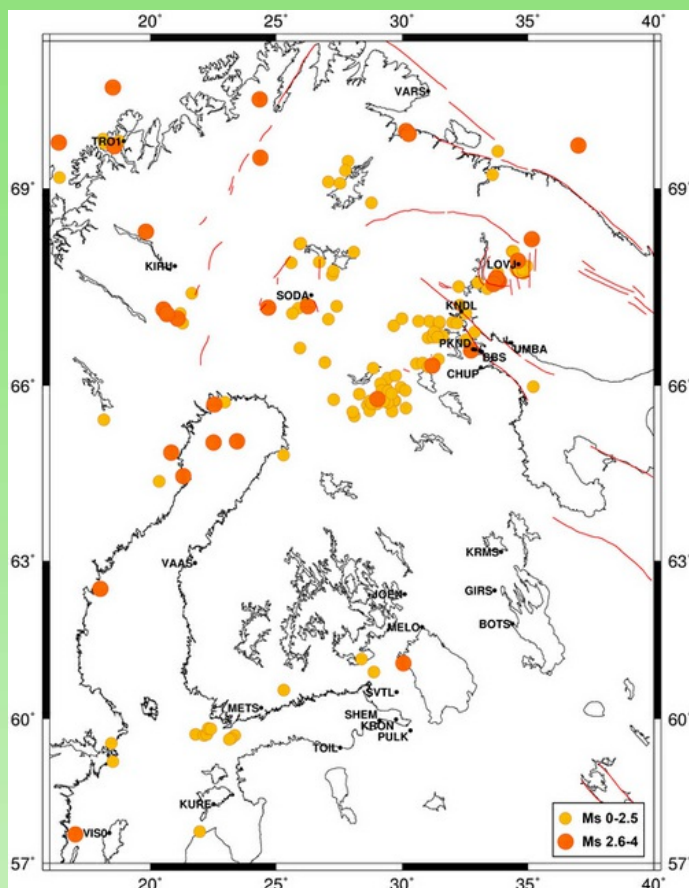 20° 25° 30° 35° 40°
VARS
TRO1
69° 69°
KIRU
LOVJ
SODA
KNDL
PKND
UMBA
BBS
66° 66°
CHUP
63° 63°
VAAS
KRMS
JOEN
GIRS
MELO
BOTS
SVTL
METS
60° 60°
SHEM
KRON
PULK
TOIL
KURE
VIS0
Ms 0-2.5
Ms 2.6-4
57° 57°
20° 25° 30° 35° 40°